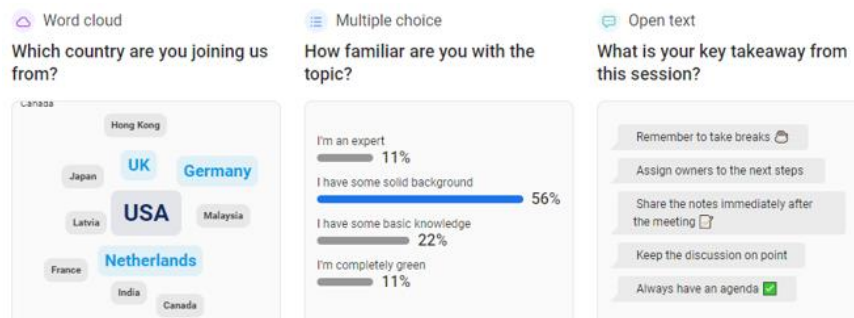 Word cloud
Which country are you joining us
from?
Canada
Hong Kong
UK
Germany
Japan
USA
Malaysia
Latvia
Netherlands
France
India
Canada
Multiple choice
How familiar are you with the
topic?
I'm an expert
11%
I have some solid background
56%
I have some basic knowledge
22%
I'm completely green
11%
Open text
What is your key takeaway from
this session?
Remember to take breaks
Assign owners to the next steps
Share the notes immediately after
the meeting
Keep the discussion on point
Always have an agenda ✅